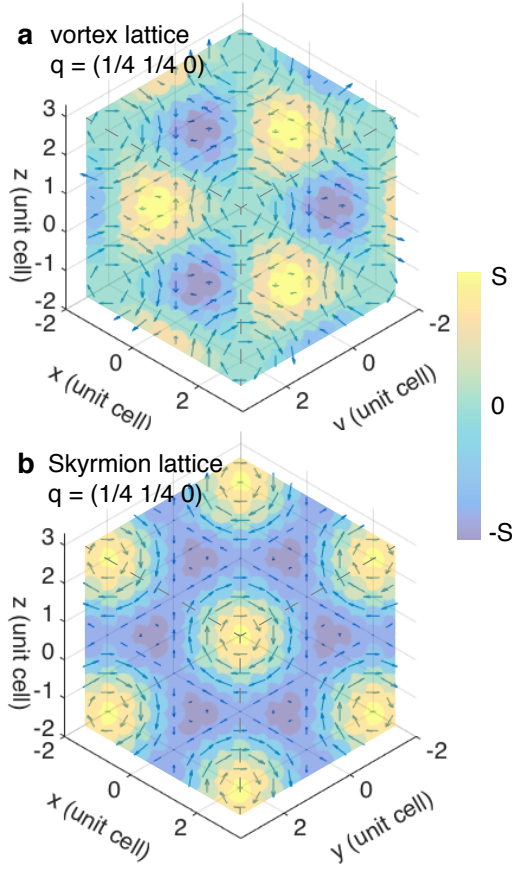 a vortex lattice
q = (1/4 1/4 0)
3
2
1
0
-1
-2
z (unit cell)
-2
0
2
x (unit cell)
-2
0
2
y (unit cell)
S
0
-S
b Skyrmion lattice
q = (1/4 1/4 0)
3
2
1
0
-1
-2
z (unit cell)
-2
0
2
x (unit cell)
-2
0
2
y (unit cell)